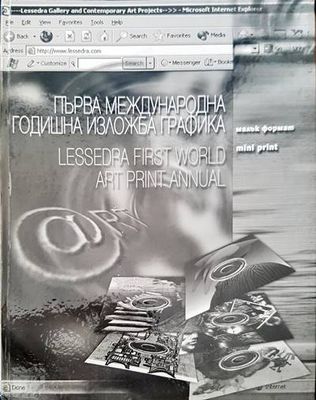 --->>Lessedra Gallery and Contemporary Art Projects--->> - Microsoft Internet Explorer
File Edit View Favorites Tools Help
Back Search Favorites Media
Address http://www.lessedra.com
Customize Search Messenger Book
ПЪРВА МЕЖДУНАРОДНА
ГОДИШНА ИЗЛОЖБА ГРАФИКА
малък формат
LESSEDRA FIRST WORLD
ART PRINT ANNUAL
mini print
@РТ
Done
Internet